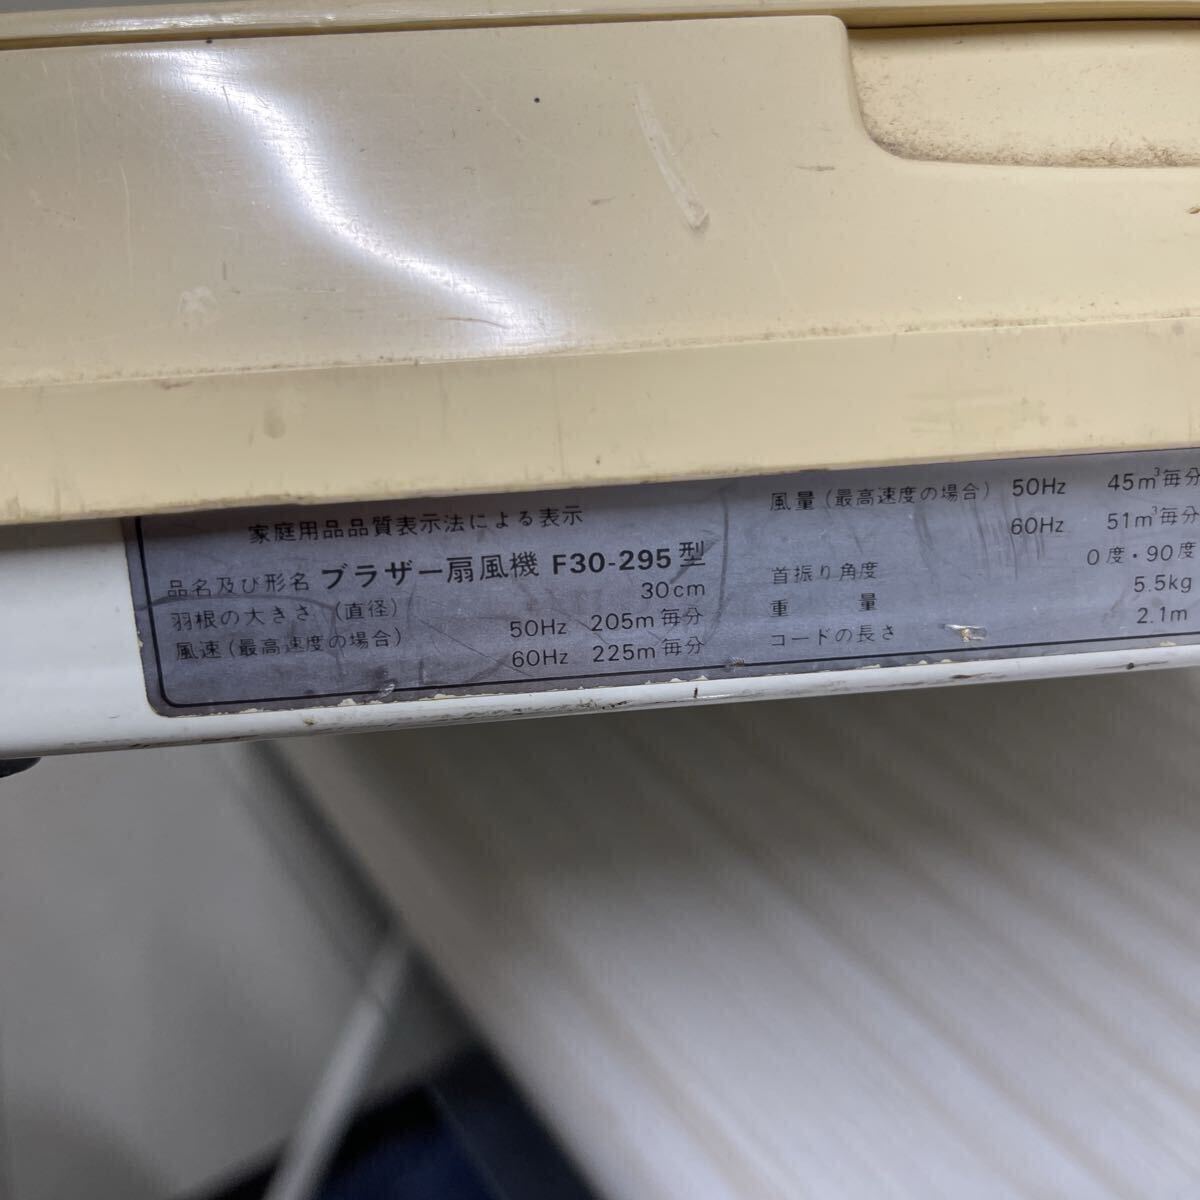 家庭用品品質表示法による表示
品名及び形名 ブラザー扇風機 F30-295型
羽根の大きさ (直径) 30cm
風速(最高速度の場合) 50Hz 205m毎分
60Hz 225m毎分
風量(最高速度の場合) 50Hz 45m³毎分
60Hz 51m³毎分
首振り角度 0度・90度
重 量 5.5kg
コードの長さ 2.1m